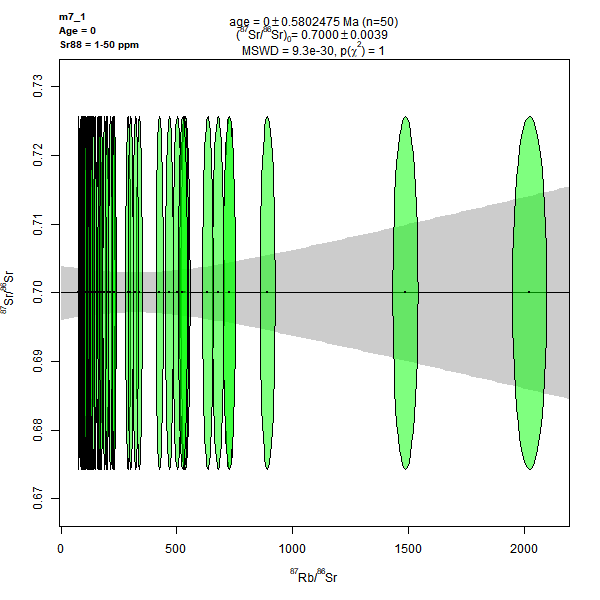 m7_1
Age = 0
Sr88 = 1-50 ppm
age = 0 ± 0.5802475 Ma (n=50)
(⁸⁷Sr/⁸⁶Sr)₀= 0.7000 ± 0.0039
MSWD = 9.3e-30, p(χ²) = 1
0.73
0.72
0.71
0.70
0.69
0.68
0.67
⁸⁷Sr/⁸⁶Sr
0 500 1000 1500 2000
⁸⁷Rb/⁸⁶Sr